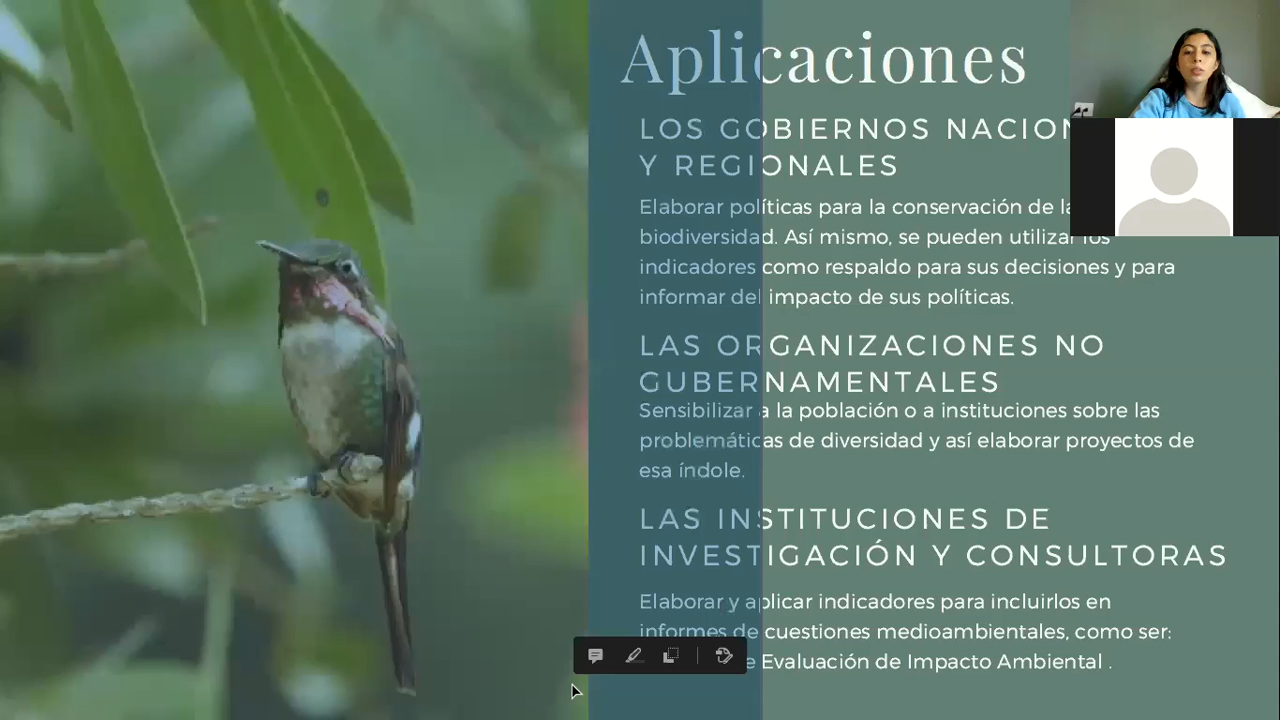 Aplicaciones
LOS GOBIERNOS NACION
Y REGIONALES
Elaborar políticas para la conservación de la
biodiversidad. Así mismo, se pueden utilizar los
indicadores como respaldo para sus decisiones y para
informar del impacto de sus políticas.
LAS ORGANIZACIONES NO
GUBERNAMENTALES
Sensibilizar a la población o a instituciones sobre las
problemáticas de diversidad y así elaborar proyectos de
esa índole.
LAS INSTITUCIONES DE
INVESTIGACIÓN Y CONSULTORAS
Elaborar y aplicar indicadores para incluirlos en
informes de cuestiones medioambientales, como ser:
Evaluación de Impacto Ambiental .